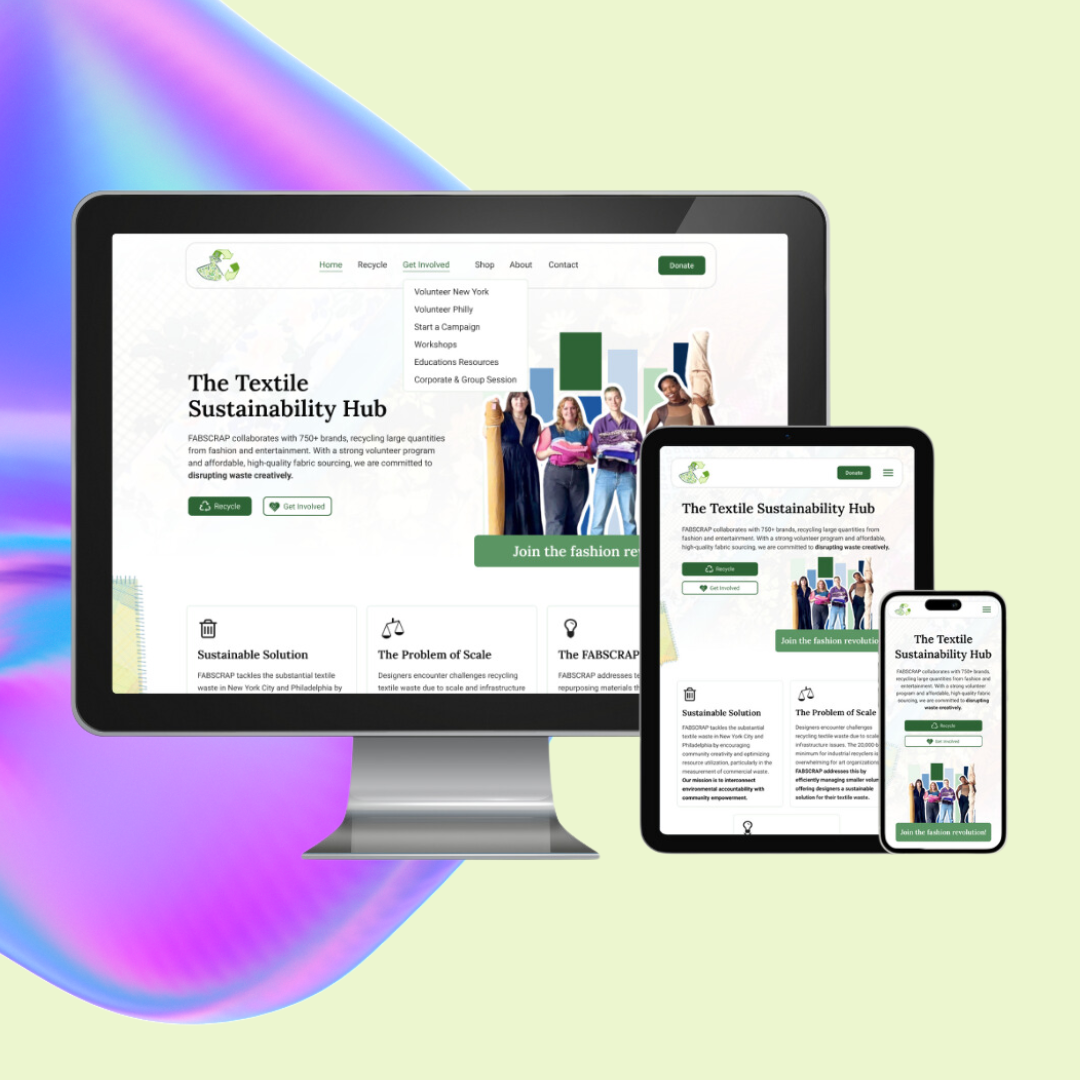 Home Recycle Get Involved Shop About Contact Donate
Volunteer New York
Volunteer Philly
Start a Campaign
Workshops
Educations Resources
Corporate & Group Session
The Textile
Sustainability Hub
FABSCRAP collaborates with 750+ brands, recycling large quantities
from fashion and entertainment. With a strong volunteer program
and affordable, high-quality fabric sourcing, we are committed to
disrupting waste creatively.
Recycle Get Involved
Join the fashion re
Sustainable Solution
FABSCRAP tackles the substantial textile
waste in New York City and Philadelphia by
The Problem of Scale
Designers encounter challenges recycling
textile waste due to scale and infrastructure
The FABSCRAP
FABSCRAP addresses te
repurposing materials th
Donate
The Textile Sustainability Hub
FABSCRAP collaborates with 750+ brands, recycling large quantities from
fashion and entertainment. With a strong volunteer program and affordable,
high-quality fabric sourcing, we are committed to disrupting waste creatively.
Recycle
Get Involved
Join the fashion revolutio
Sustainable Solution
FABSCRAP tackles the substantial
textile waste in New York City and
Philadelphia by encouraging
community creativity and optimizing
resource utilization, particularly in the
measurement of commercial waste.
Our mission is to interconnect
environmental accountability with
community empowerment.
The Problem of Scale
Designers encounter challenges
recycling textile waste due to scale
infrastructure issues. The 20,000-
minimum for industrial recyclers is
overwhelming for art organizations
FABSCRAP addresses this by
efficiently managing smaller volum
offering designers a sustainable
solution for their textile waste.
The Textile
Sustainability Hub
FABSCRAP collaborates with 750+ brands,
recycling large quantities from fashion and
entertainment. With a strong volunteer
program and affordable, high-quality fabric
sourcing, we are committed to disrupting
waste creatively.
Recycle
Get Involved
Join the fashion revolution!